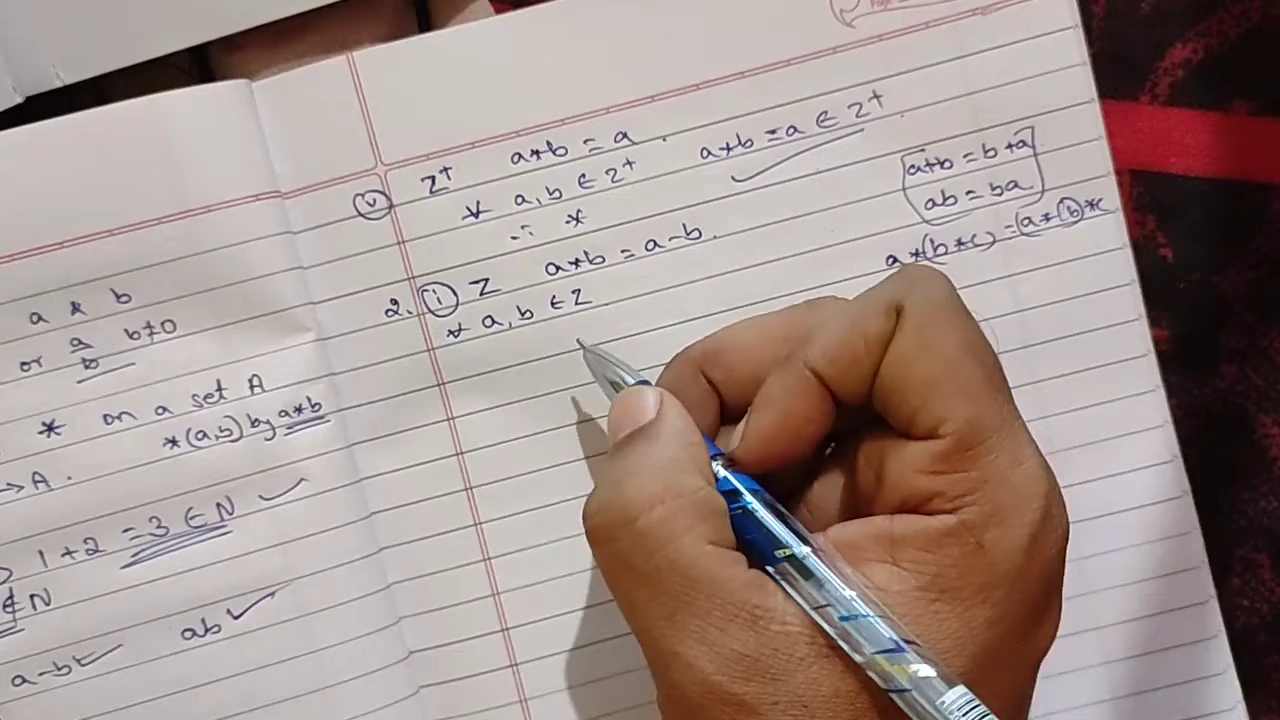 a & b
or a/b b≠0
* on a set A
*(a,b) by a*b
→ A.
1+2 = 3 ∈ N ✓
∉ N
a-b ✓ ab ✓
(v) Z⁺ a*b = a.
∀ a, b ∈ Z⁺ a*b = a ∈ Z⁺
∴ *
2. (i) Z a*b = a-b.
∀ a, b ∈ Z
a+b = b+a
ab = ba
a*(b*c) = (a*b)*c